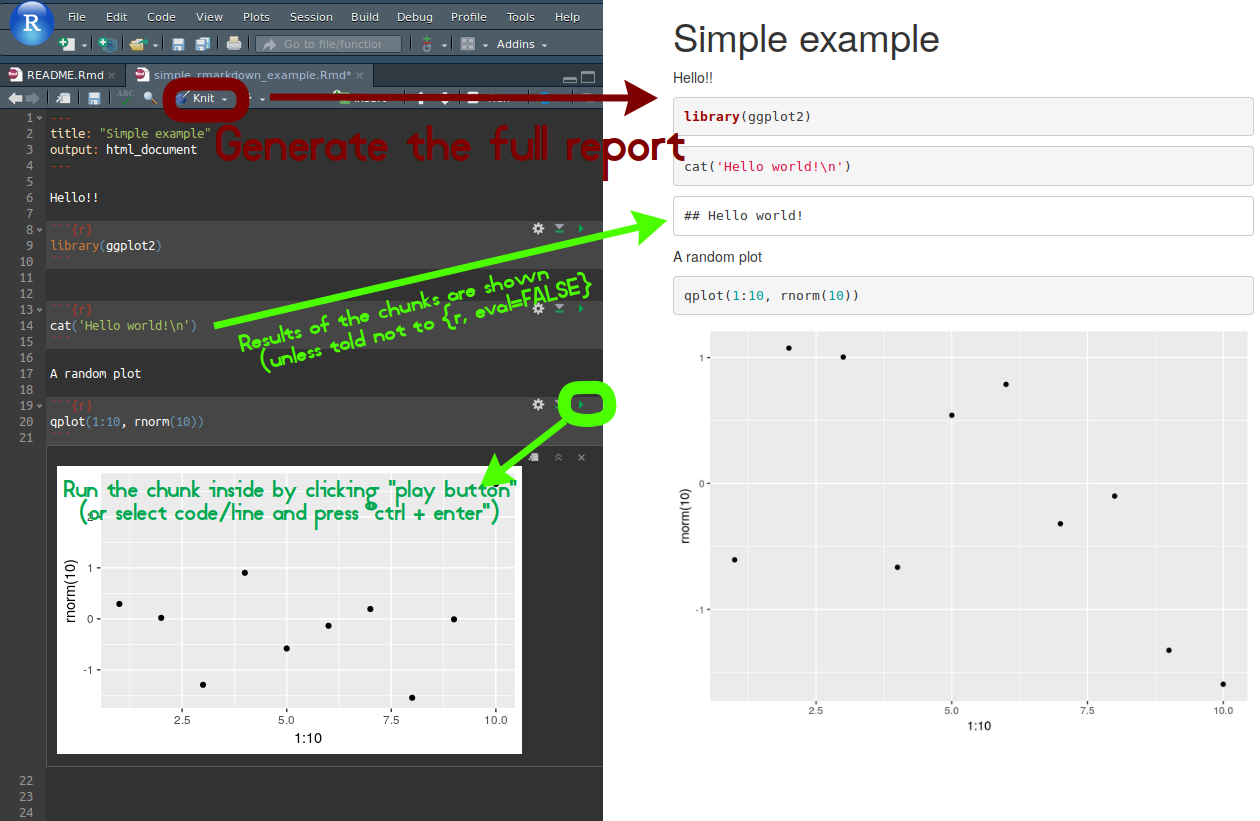 R
File Edit Code View Plots Session Build Debug Profile Tools Help
Go to file/function Addins
README.Rmd simple_rmarkdown_example.Rmd*
ABC Knit
Generate the full report
1 ---
2 title: "Simple example"
3 output: html_document
4 ---
5
6 Hello!!
7
8 ```{r}
9 library(ggplot2)
10 ```
11
12
13 ```{r}
14 cat('Hello world!\n')
15 ```
16
17 A random plot
18
19 ```{r}
20 qplot(1:10, rnorm(10))
21 ```
Results of the chunks are shown
(unless told not to {r, eval=FALSE}
Run the chunk inside by clicking "play button"
(or select code/line and press "ctrl + enter")
2
1
0
-1
rnorm(10)
2.5 5.0 7.5 10.0
1:10
22
23
24
Simple example
Hello!!
library(ggplot2)
cat('Hello world!\n')
## Hello world!
A random plot
qplot(1:10, rnorm(10))
1
0
-1
rnorm(10)
2.5 5.0 7.5 10.0
1:10